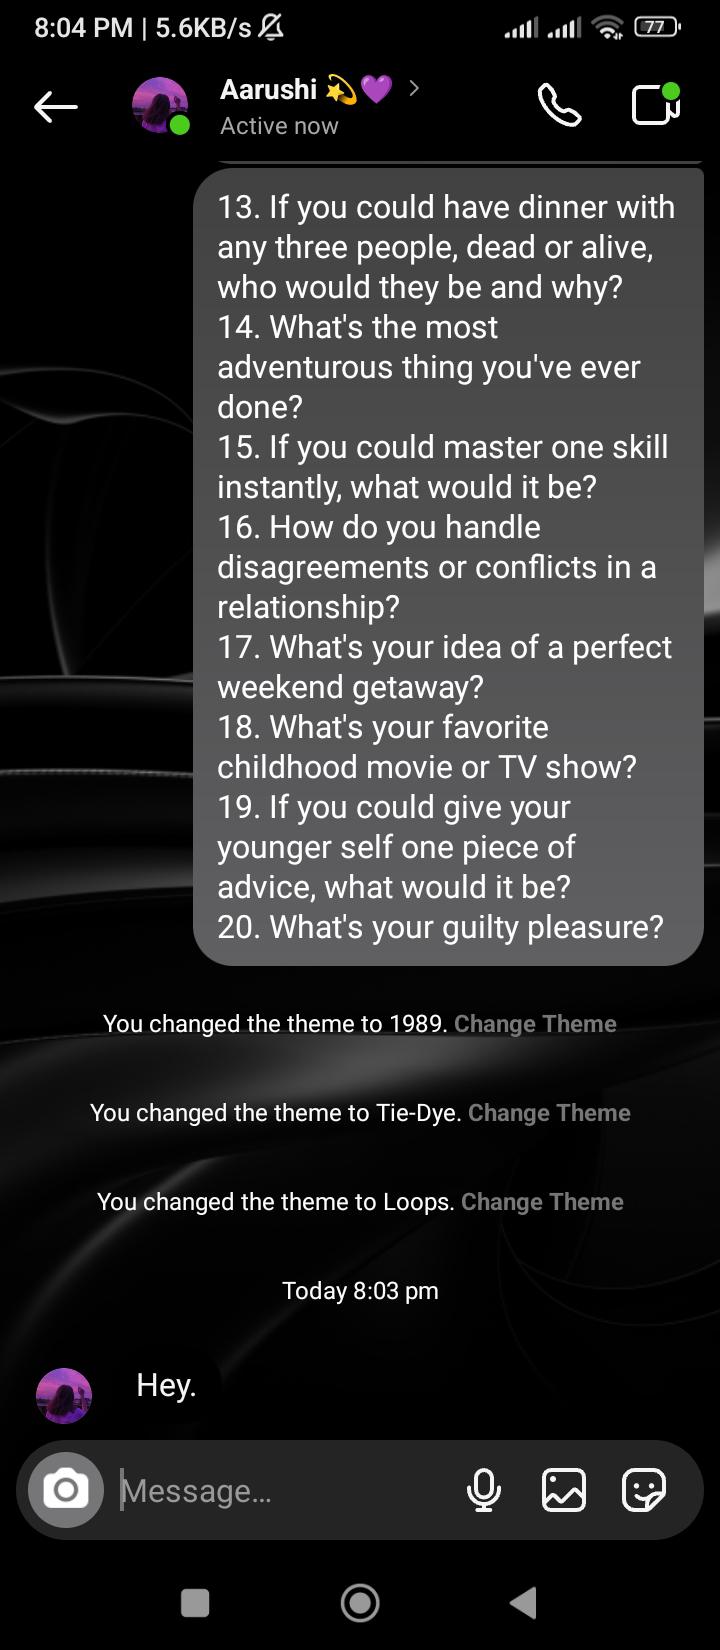 8:04 PM | 5.6KB/s
77
Aarushi 💫💜
Active now
13. If you could have dinner with
any three people, dead or alive,
who would they be and why?
14. What's the most
adventurous thing you've ever
done?
15. If you could master one skill
instantly, what would it be?
16. How do you handle
disagreements or conflicts in a
relationship?
17. What's your idea of a perfect
weekend getaway?
18. What's your favorite
childhood movie or TV show?
19. If you could give your
younger self one piece of
advice, what would it be?
20. What's your guilty pleasure?
You changed the theme to 1989. Change Theme
You changed the theme to Tie-Dye. Change Theme
You changed the theme to Loops. Change Theme
Today 8:03 pm
Hey.
Message...